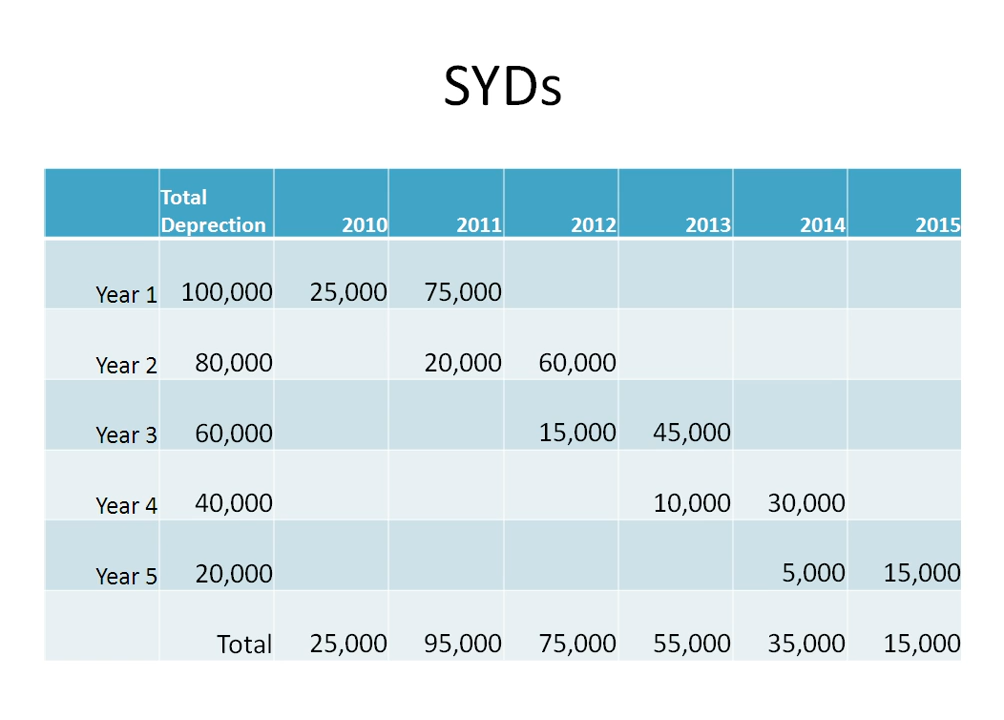 SYDs
Total
Deprection 2010 2011 2012 2013 2014 2015
Year 1 100,000 25,000 75,000
Year 2 80,000 20,000 60,000
Year 3 60,000 15,000 45,000
Year 4 40,000 10,000 30,000
Year 5 20,000 5,000 15,000
Total 25,000 95,000 75,000 55,000 35,000 15,000